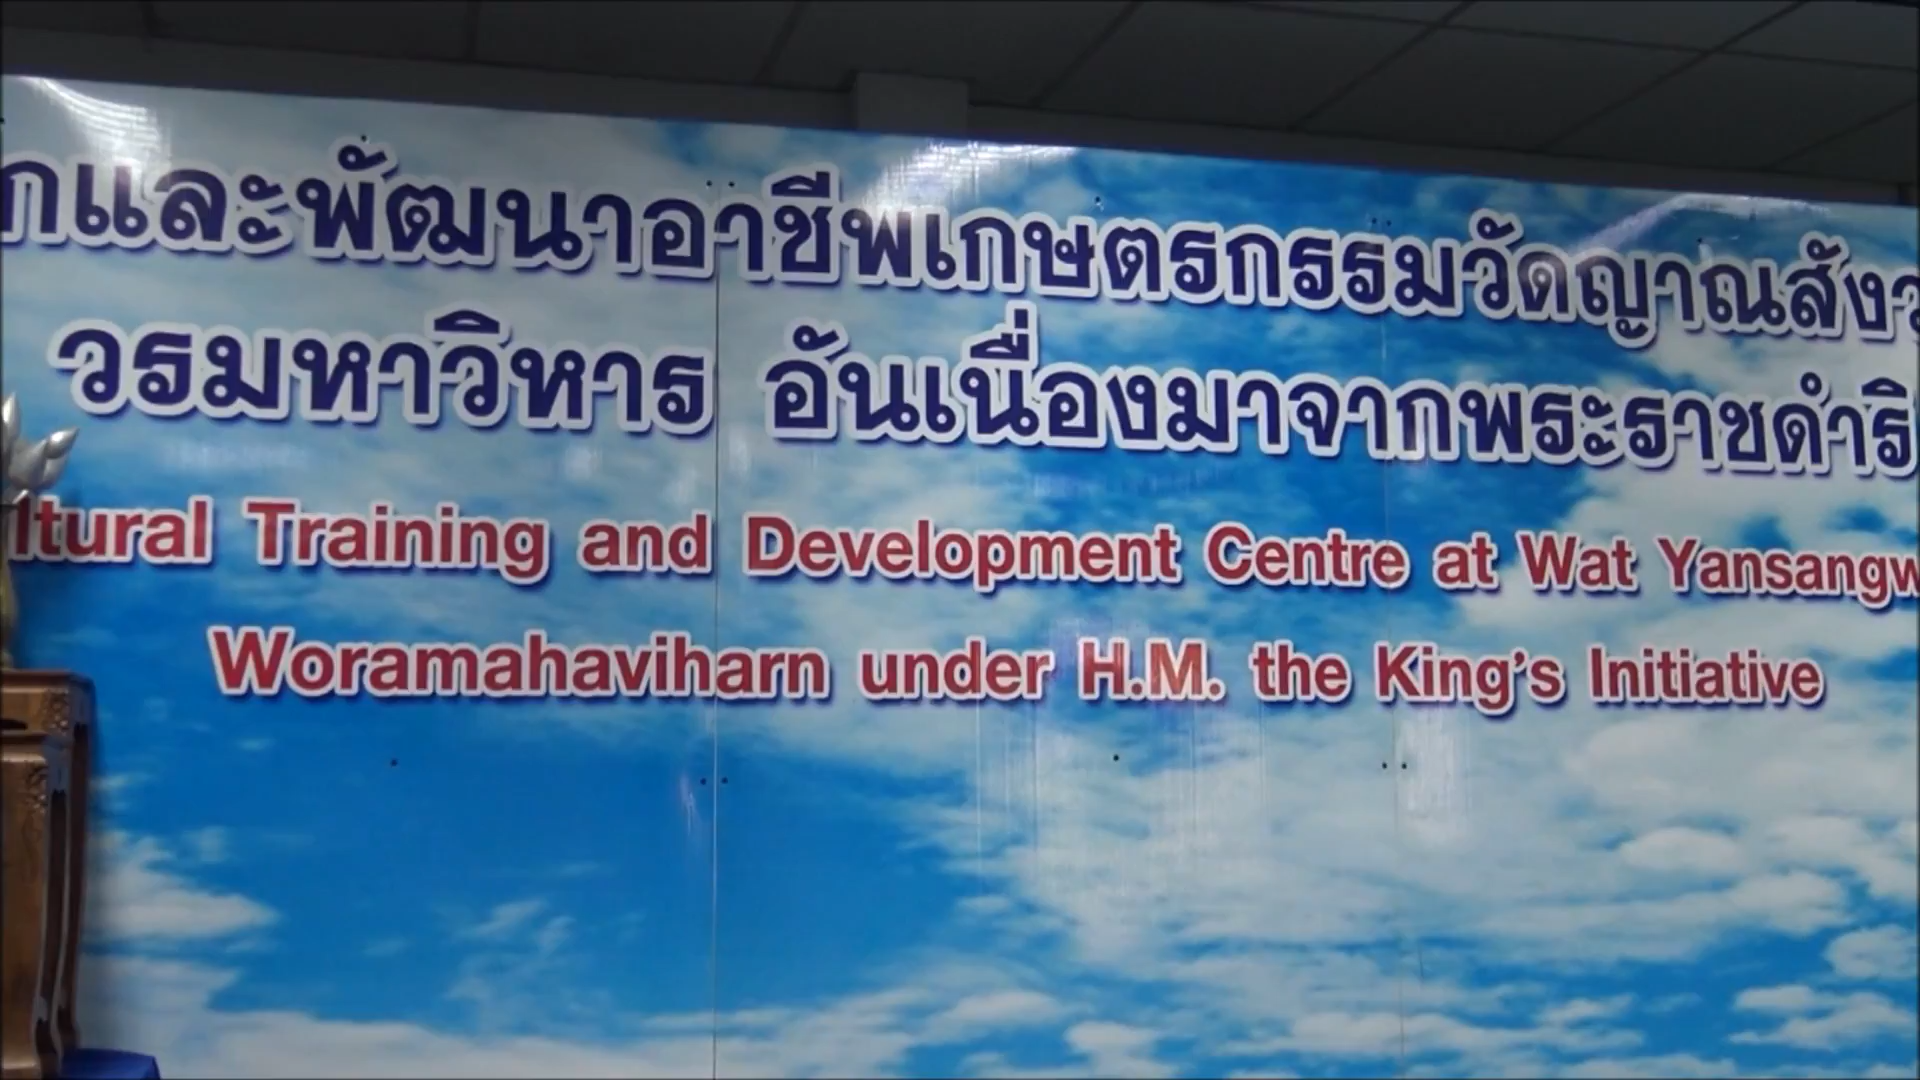 กและพัฒนาอาชีพเกษตรกรรมวัดญาณสังว
วรมหาวิหาร อันเนื่องมาจากพระราชดำริ
ltural Training and Development Centre at Wat Yansangw
Woramahaviharn under H.M. the King's Initiative